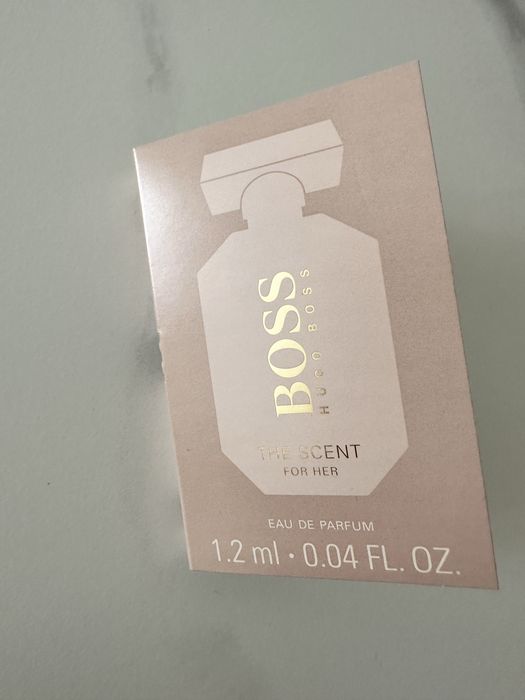 BOSS
HUGO BOSS
THE SCENT
FOR HER
EAU DE PARFUM
1.2 ml • 0.04 FL. OZ.